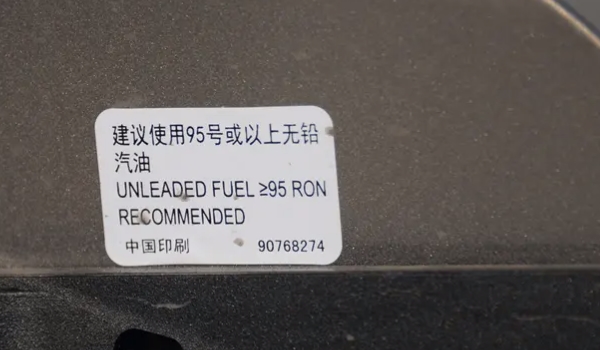 建议使用95号或以上无铅
汽油
UNLEADED FUEL ≥95 RON
RECOMMENDED
中国印刷 90768274